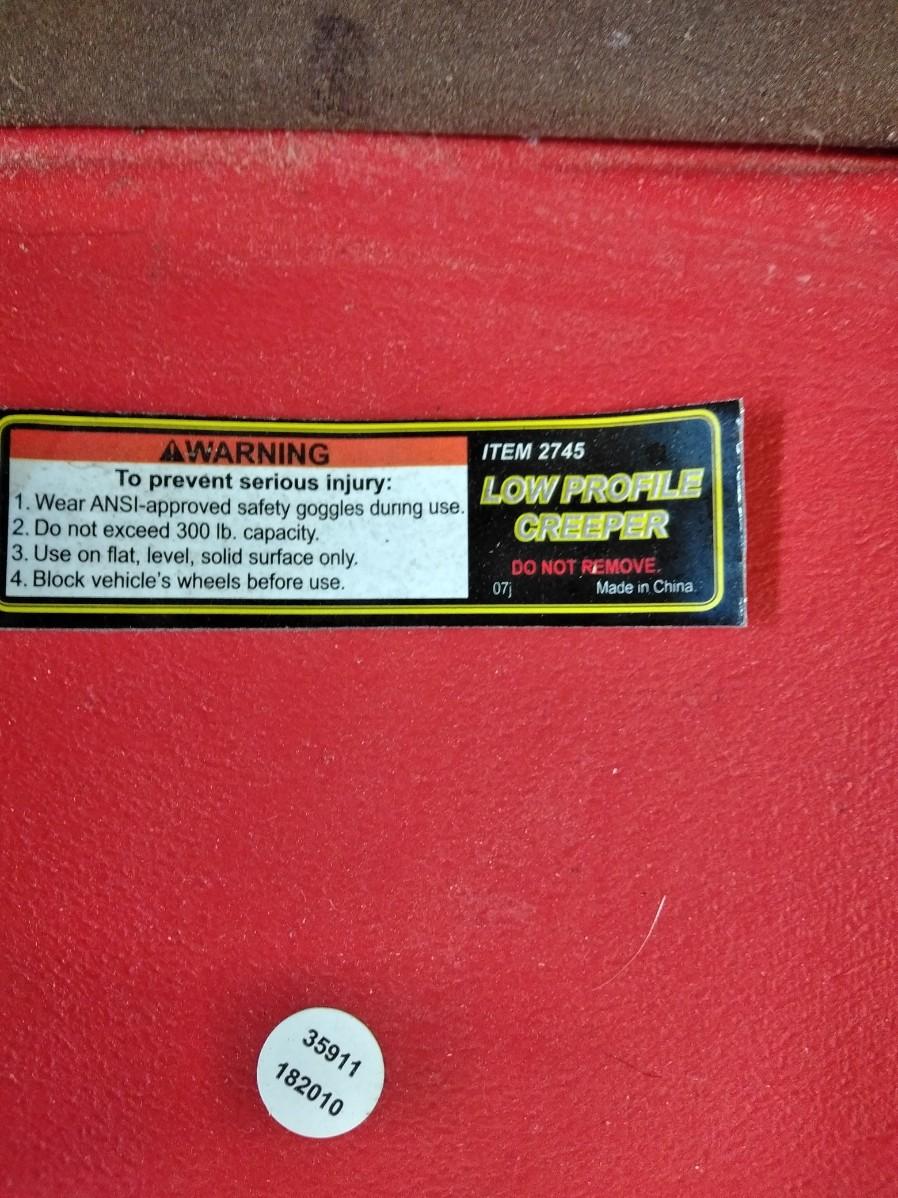 ⚠WARNING
To prevent serious injury:
1. Wear ANSI-approved safety goggles during use.
2. Do not exceed 300 lb. capacity.
3. Use on flat, level, solid surface only.
4. Block vehicle's wheels before use.
ITEM 2745
LOW PROFILE
CREEPER
DO NOT REMOVE.
07j Made in China.
35911
182010